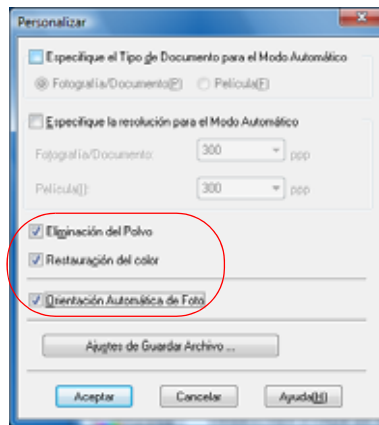 Personalizar
Especifique el Tipo de Documento para el Modo Automático
Fotografía/Documento(P) Película(F)
Especifique la resolución para el Modo Automático
Fotografía/Documento: 300 ppp
Película(I): 300 ppp
Eliminación del Polvo
Restauración del color
Orientación Automática de Foto
Ajustes de Guardar Archivo ...
Aceptar Cancelar Ayuda(H)